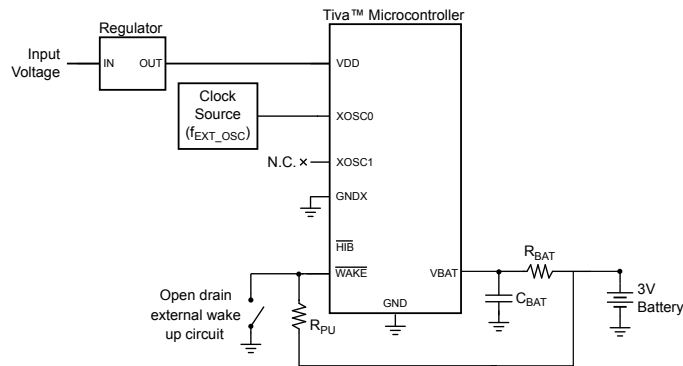 Tiva™ Microcontroller
Regulator
Input
Voltage
IN
OUT
VDD
Clock
Source
(fEXT_OSC)
XOSC0
N.C.
XOSC1
GNDX
HIB
WAKE
VBAT
RBAT
Open drain
external wake
up circuit
RPU
GND
CBAT
3V
Battery